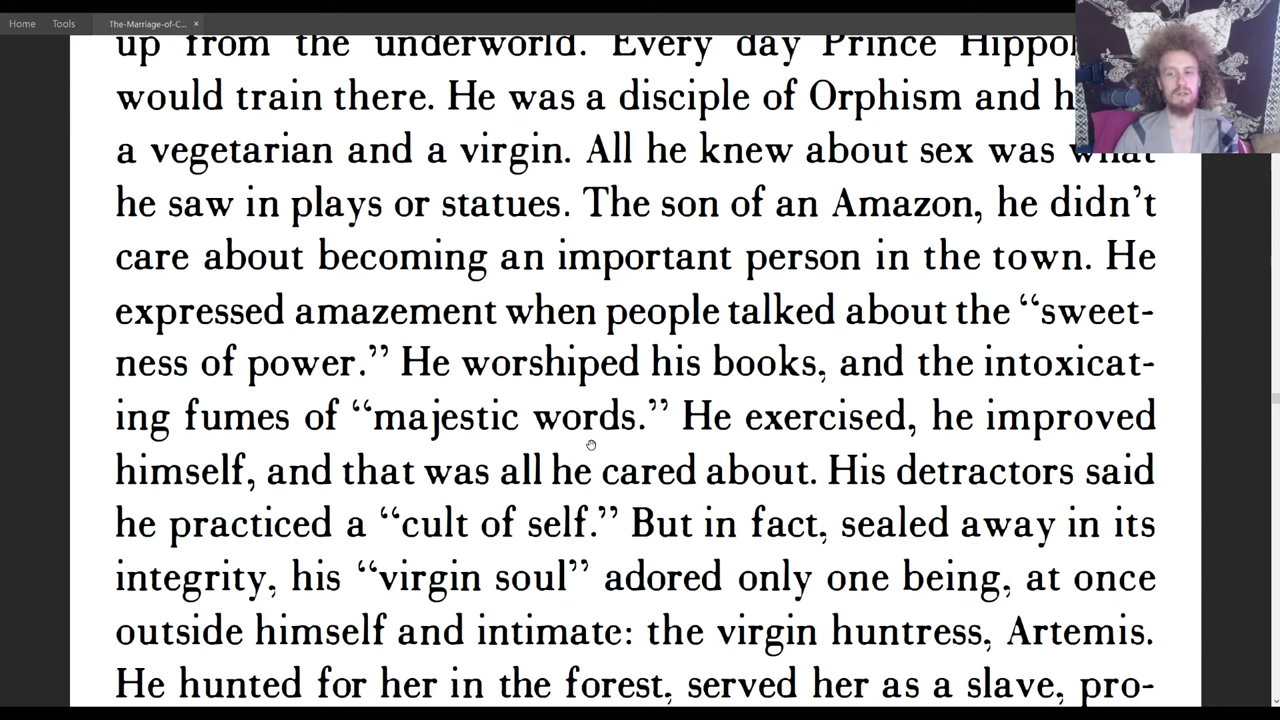 Home Tools The-Marriage-of-C... ×
up from the underworld. Every day Prince
would train there. He was a disciple of Orphism and
a vegetarian and a virgin. All he knew about sex was what
he saw in plays or statues. The son of an Amazon, he didn’t
care about becoming an important person in the town. He
expressed amazement when people talked about the “sweet-
ness of power.” He worshiped his books, and the intoxicat-
ing fumes of “majestic words.” He exercised, he improved
himself, and that was all he cared about. His detractors said
he practiced a “cult of self.” But in fact, sealed away in its
integrity, his “virgin soul” adored only one being, at once
outside himself and intimate: the virgin huntress, Artemis.
He hunted for her in the forest, served her as a slave, pro-